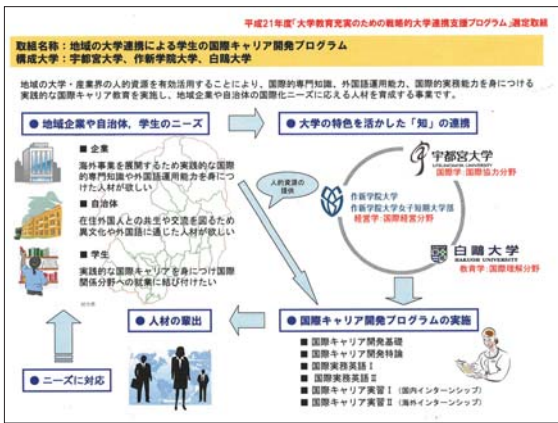 平成21年度「大学教育充実のための戦略的大学連携支援プログラム」選定取組
取組名称：地域の大学連携による学生の国際キャリア開発プログラム
構成大学：宇都宮大学、作新学院大学、白鷗大学
地域の大学・産業界の人的資源を有効活用することにより、国際的専門知識、外国語運用能力、国際的実務能力を身につける
実践的な国際キャリア教育を実施し、地域企業や自治体の国際化ニーズに応える人材を育成する事業です。
● 地域企業や自治体，学生のニーズ
■ 企業
海外事業を展開するため実践的な国際
的専門知識や外国語運用能力を身につ
けた人材が欲しい
■ 自治体
在住外国人との共生や交流を図るため
異文化や外国語に通じた人材が欲しい
■ 学生
実践的な国際キャリアを身につけ国際
関係分野への就業に結び付けたい
● 大学の特色を活かした「知」の連携
宇都宮大学
UTSUNOMIYA UNIVERSITY
国際学：国際協力分野
人的資源の
提供
作新学院大学
作新学院大学女子短期大学部
経営学：国際経営分野
白鷗大学
HAKUOH UNIVERSITY
教育学：国際理解分野
● 人材の輩出
● ニーズに対応
● 国際キャリア開発プログラムの実施
■ 国際キャリア開発基礎
■ 国際キャリア開発特論
■ 国際実務英語Ⅰ
■ 国際実務英語Ⅱ
■ 国際キャリア実習Ⅰ（国内インターンシップ）
■ 国際キャリア実習Ⅱ（海外インターンシップ）